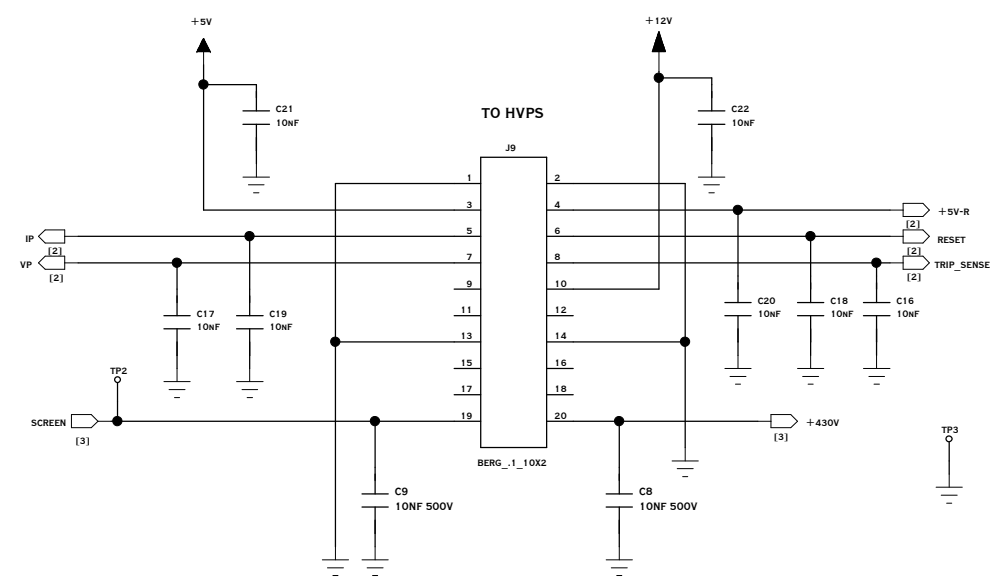 +5V
+12V
C21
10NF
C22
10NF
TO HVPS
J9
1
2
3
4
+5V-R
[2]
IP
[2]
5
6
RESET
[2]
VP
[2]
7
8
TRIP_SENSE
[2]
9
10
C17
10NF
C19
10NF
11
12
C20
10NF
C18
10NF
C16
10NF
13
14
TP2
15
16
17
18
SCREEN
[3]
19
20
+430V
[3]
TP3
BERG_.1_10X2
C9
10NF 500V
C8
10NF 500V